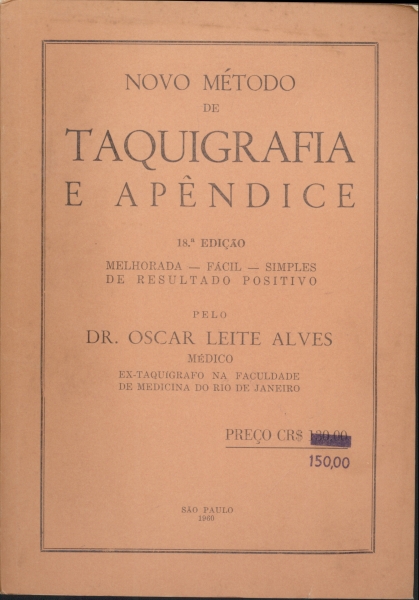 NOVO MÉTODO
DE
TAQUIGRAFIA
E APÊNDICE
18.ª EDIÇÃO
MELHORADA — FÁCIL — SIMPLES
DE RESULTADO POSITIVO
PELO
DR. OSCAR LEITE ALVES
MÉDICO
EX-TAQUIGRAFO NA FACULDADE
DE MEDICINA DO RIO DE JANEIRO
PREÇO CR$
150,00
SÃO PAULO
1960